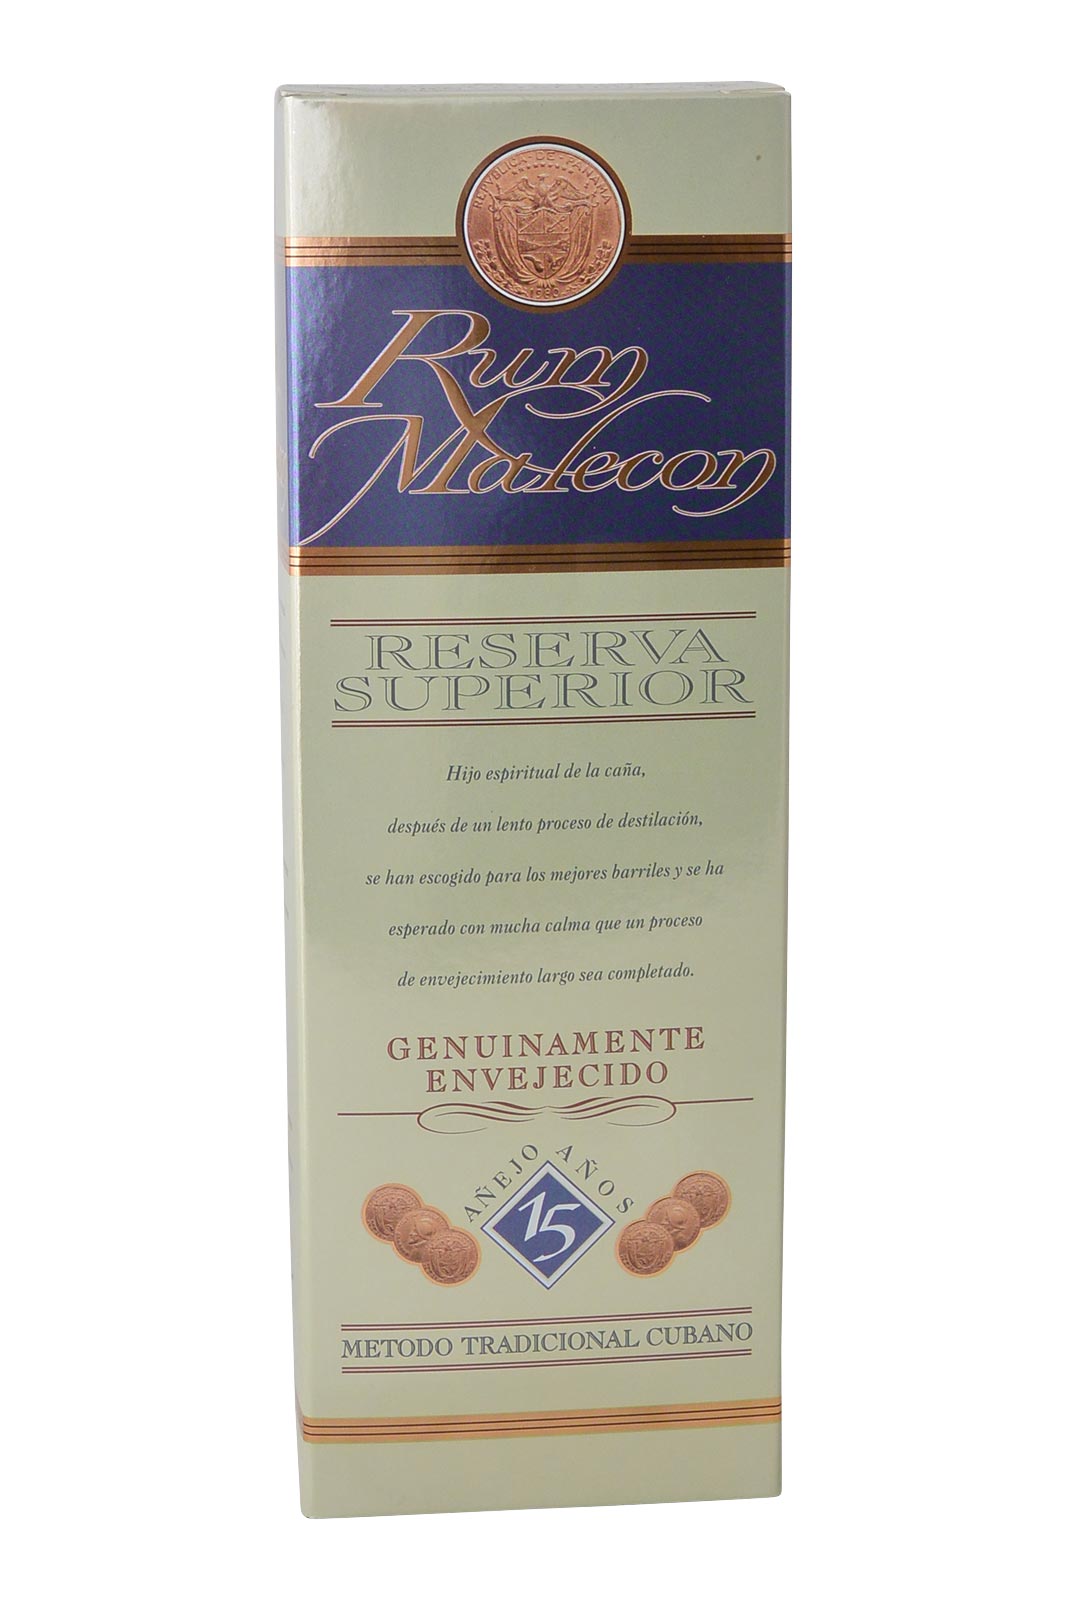 REPVBLICA·DE·PANAMA
1980
Rum
Malecon
RESERVA
SUPERIOR
Hijo espiritual de la caña,
después de un lento proceso de destilación,
se han escogido para los mejores barriles y se ha
esperado con mucha calma que un proceso
de envejecimiento largo sea completado.
GENUINAMENTE
ENVEJECIDO
AÑEJO AÑOS
15
METODO TRADICIONAL CUBANO